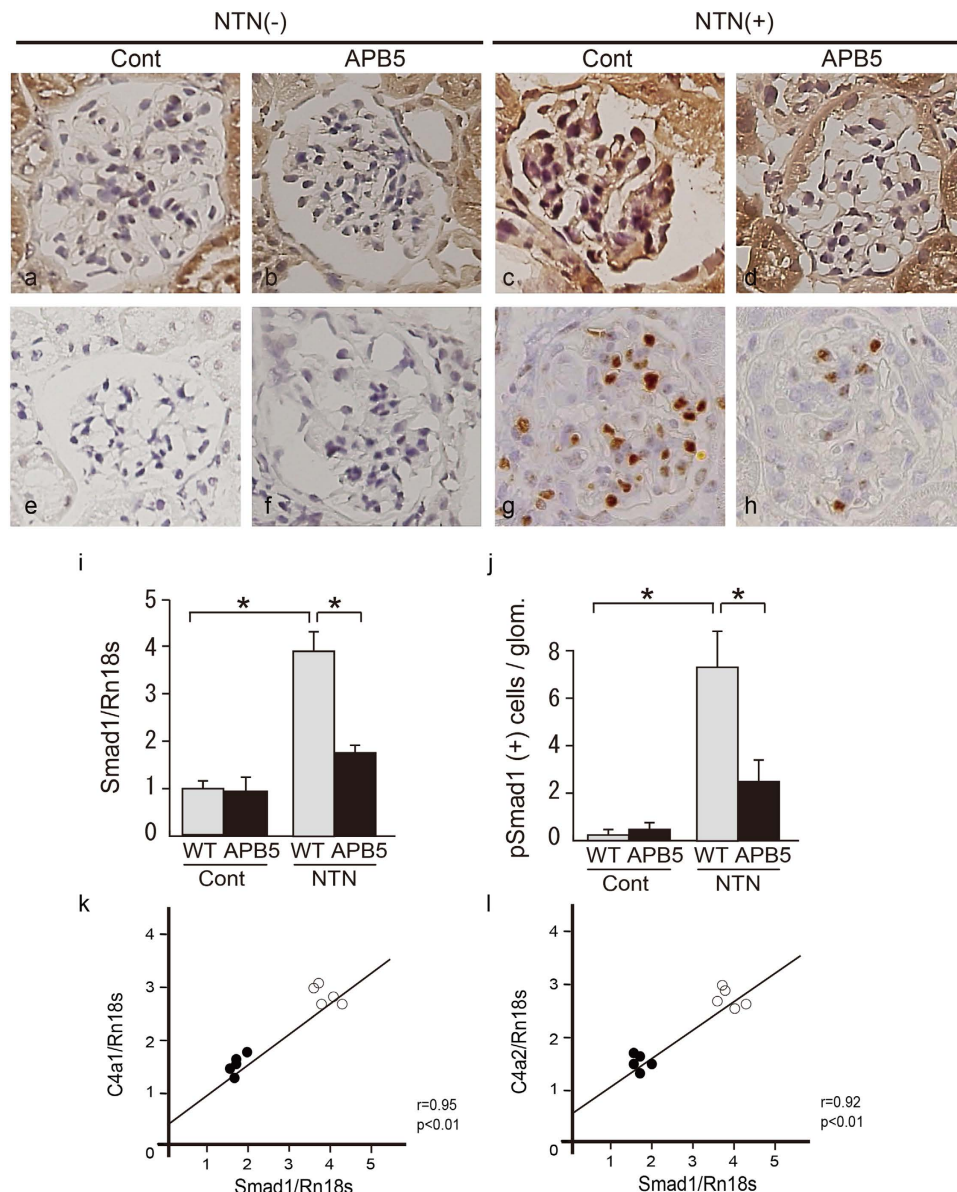 NTN(-) NTN(+)
Cont APB5 Cont APB5
a b c d
e f g h
i
5
4
3
2
1
0
Smad1/Rn18s
* *
WT APB5 WT APB5
Cont NTN
j
8
6
4
2
0
pSmad1 (+) cells / glom.
* *
WT APB5 WT APB5
Cont NTN
k
4
3
2
1
0
C4a1/Rn18s
r=0.95
p<0.01
1 2 3 4 5
Smad1/Rn18s
l
4
3
2
1
0
C4a2/Rn18s
r=0.92
p<0.01
1 2 3 4 5
Smad1/Rn18s